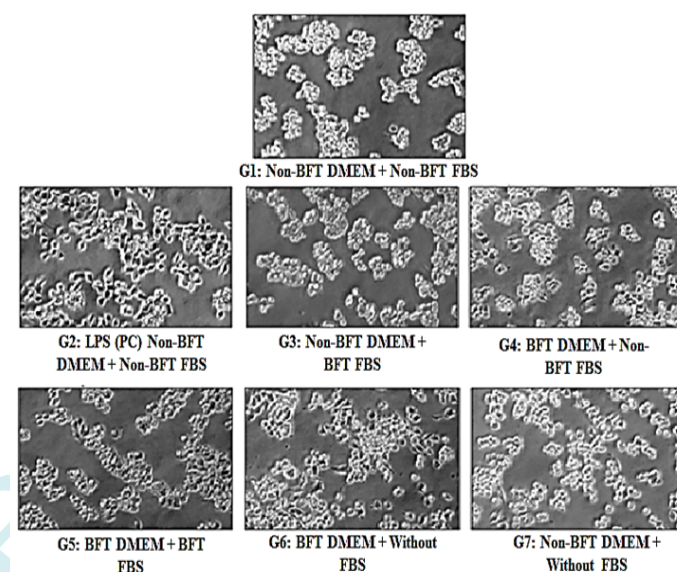 G1: Non-BFT DMEM + Non-BFT FBS
G2: LPS (PC) Non-BFT
DMEM + Non-BFT FBS
G3: Non-BFT DMEM +
BFT FBS
G4: BFT DMEM + Non-
BFT FBS
G5: BFT DMEM + BFT
FBS
G6: BFT DMEM + Without
FBS
G7: Non-BFT DMEM +
Without FBS